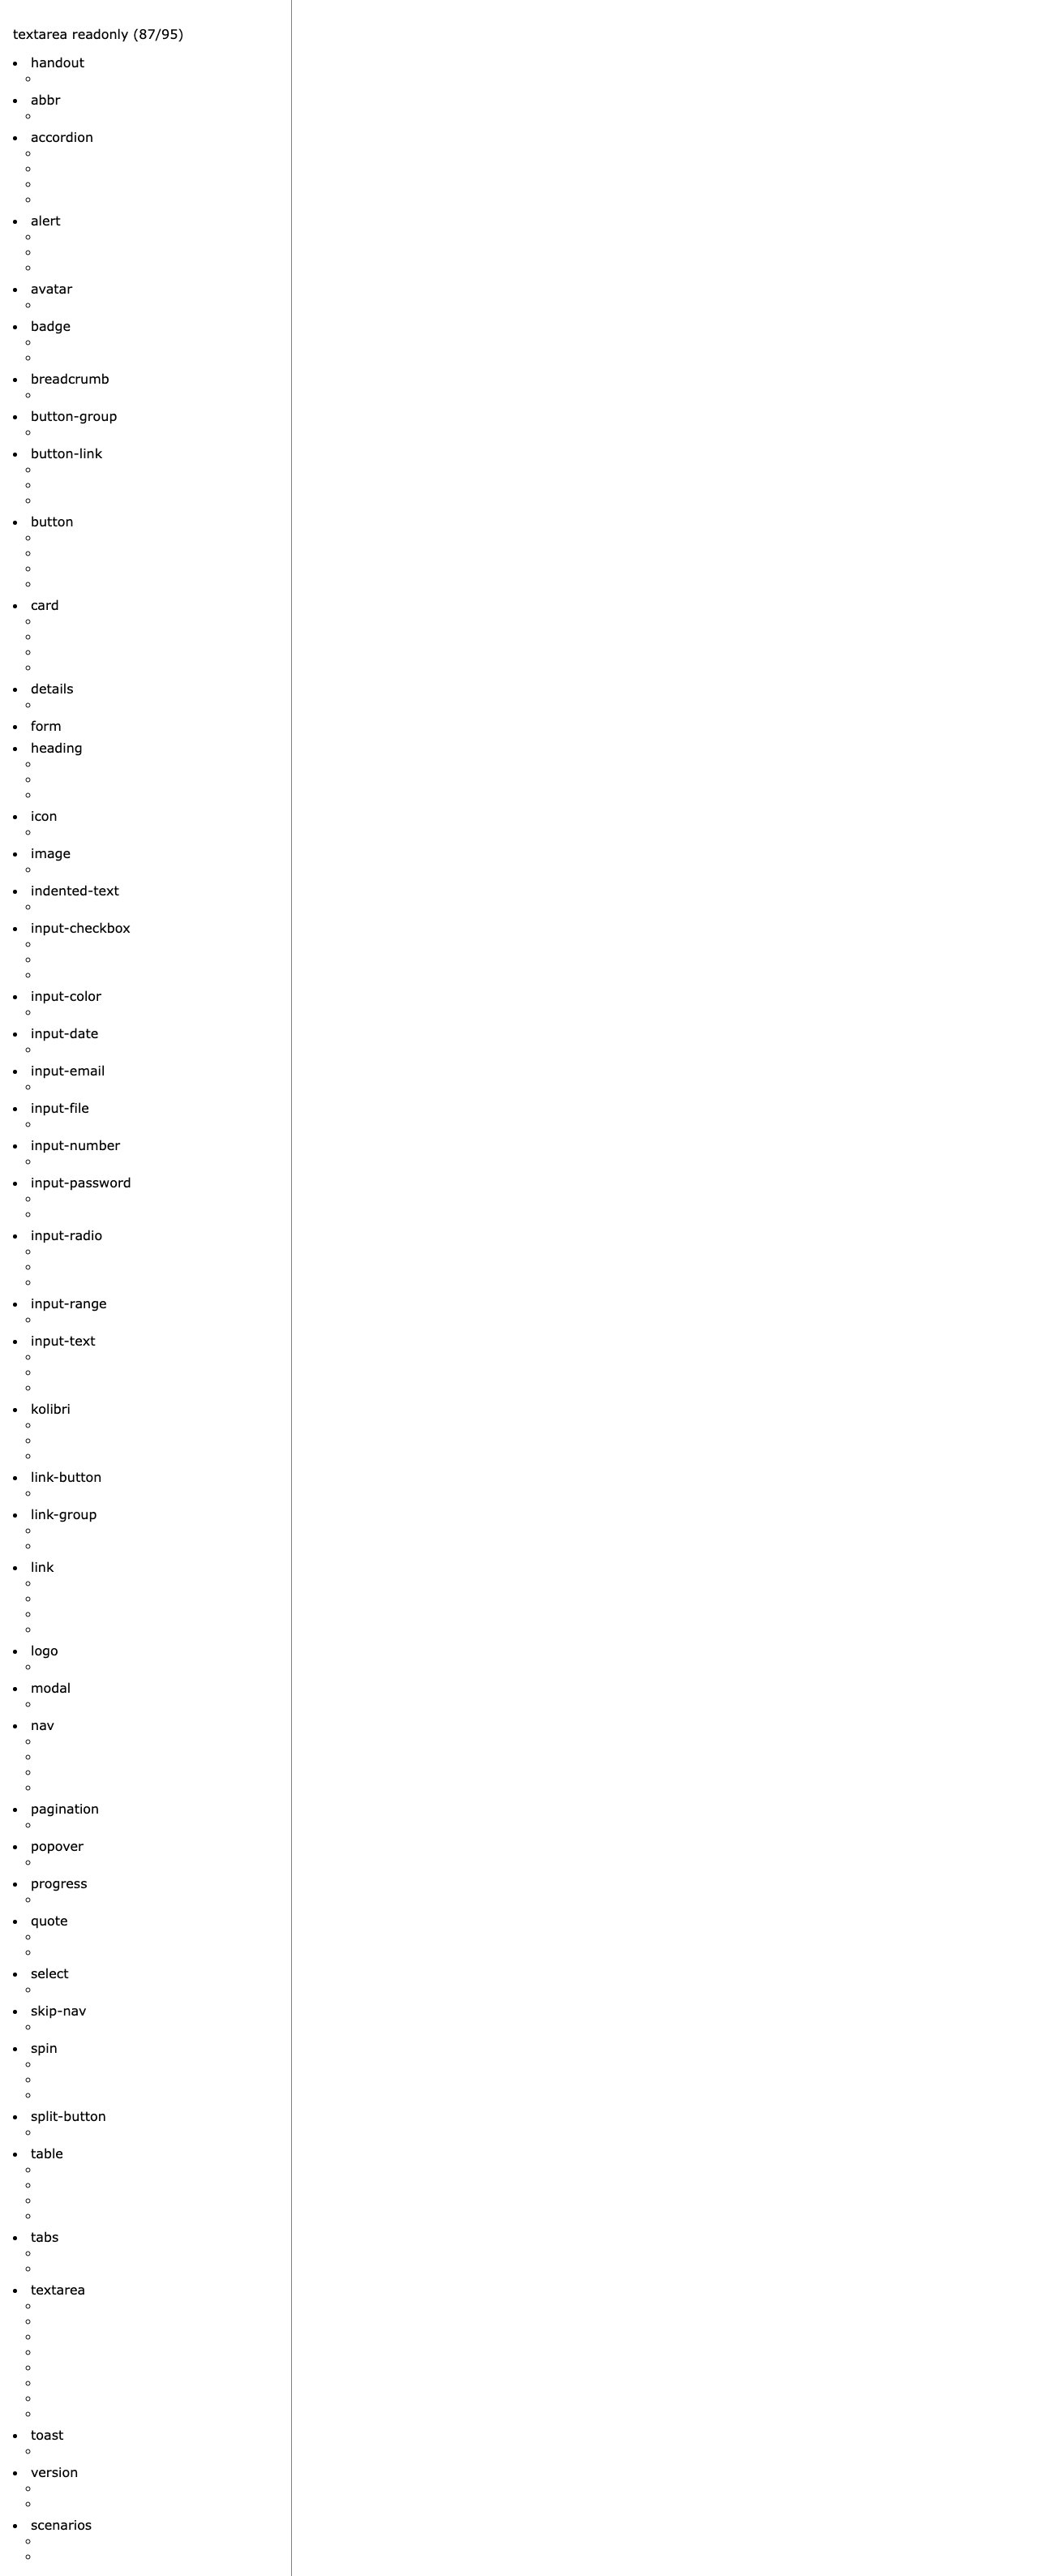 textarea readonly (87/95)
handout
abbr
accordion
alert
avatar
badge
breadcrumb
button-group
button-link
button
card
details
form
heading
icon
image
indented-text
input-checkbox
input-color
input-date
input-email
input-file
input-number
input-password
input-radio
input-range
input-text
kolibri
link-button
link-group
link
logo
modal
nav
pagination
popover
progress
quote
select
skip-nav
spin
split-button
table
tabs
textarea
toast
version
scenarios